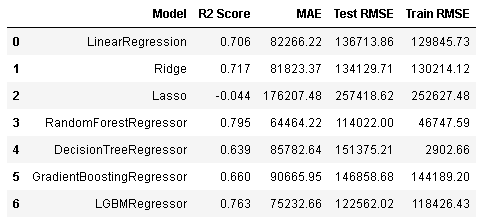 Model R2 Score MAE Test RMSE Train RMSE
0 LinearRegression 0.706 82266.22 136713.86 129845.73
1 Ridge 0.717 81823.37 134129.71 130214.12
2 Lasso -0.044 176207.48 257418.62 252627.48
3 RandomForestRegressor 0.795 64464.22 114022.00 46747.59
4 DecisionTreeRegressor 0.639 85782.64 151375.21 2902.66
5 GradientBoostingRegressor 0.660 90665.95 146858.68 144189.20
6 LGBMRegressor 0.763 75232.66 122562.02 118426.43